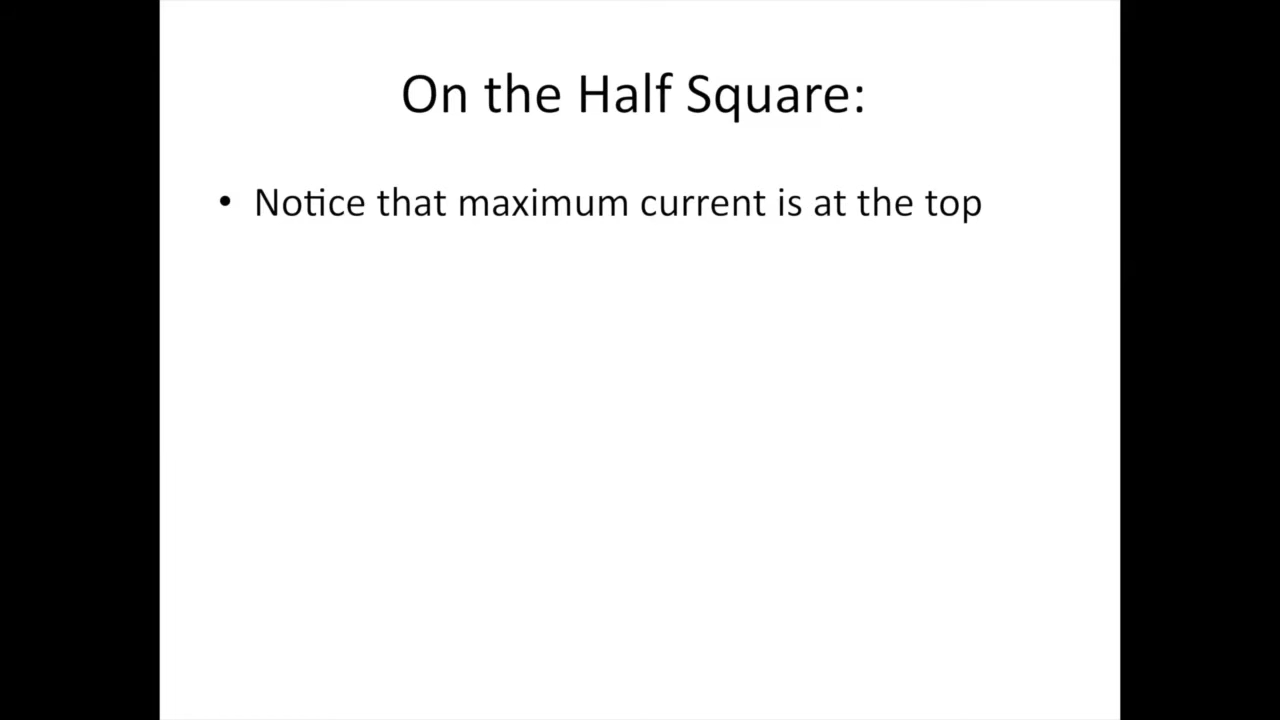 On the Half Square:
• Notice that maximum current is at the top